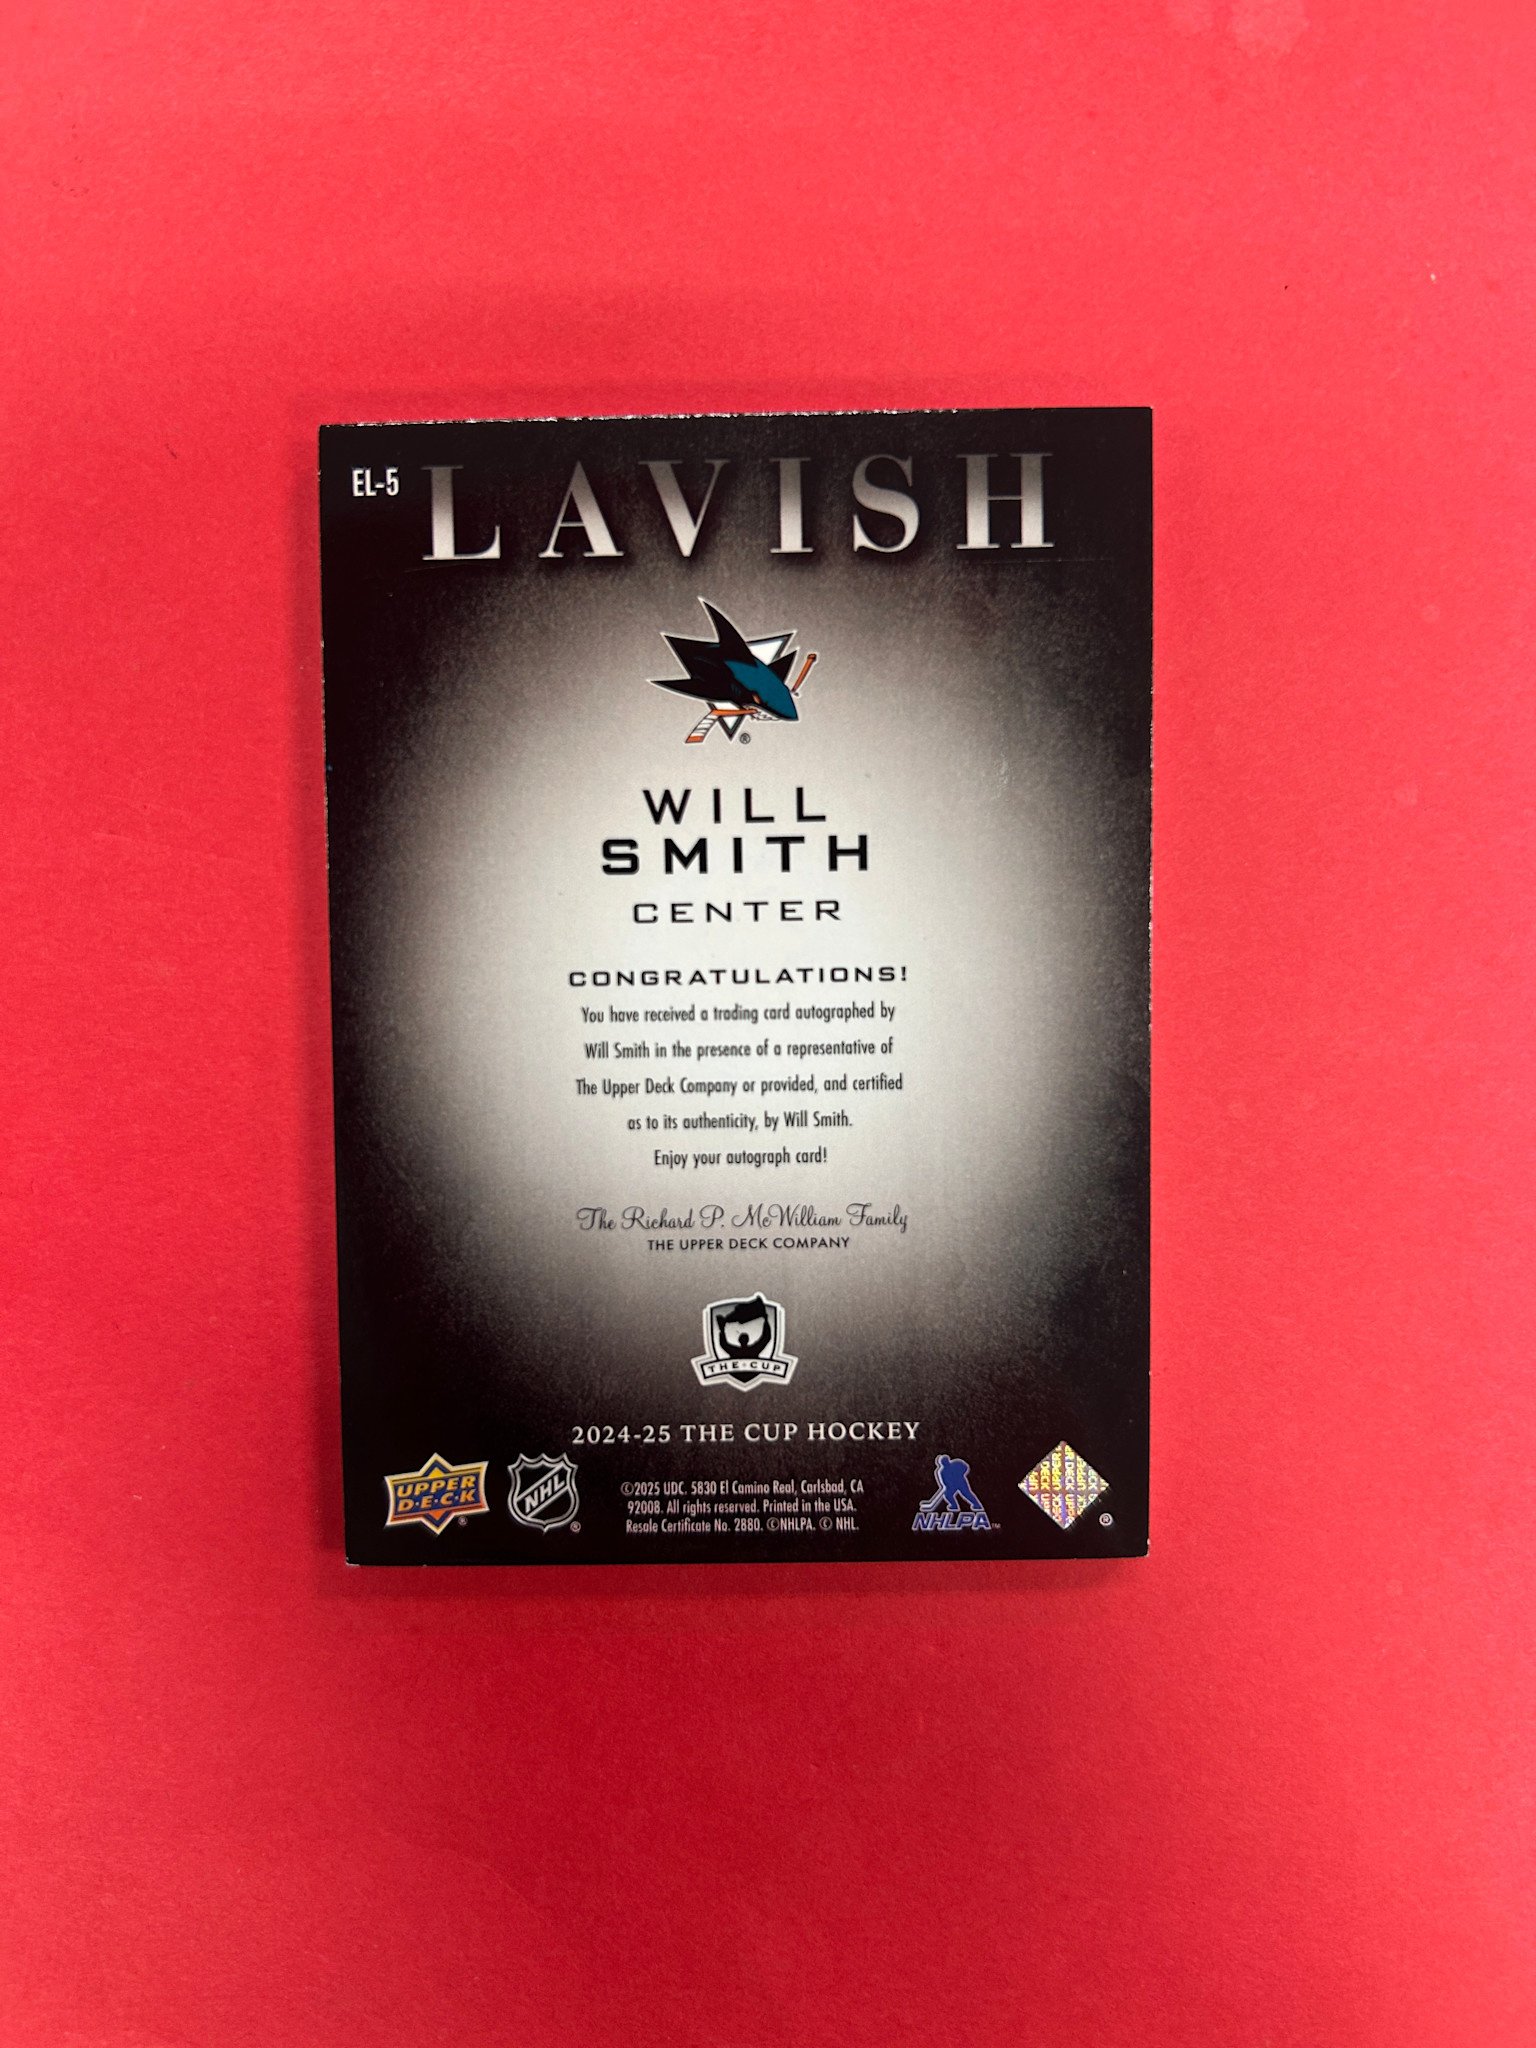 EL-5
LAVISH
WILL
SMITH
CENTER
CONGRATULATIONS!
You have received a trading card autographed by
Will Smith in the presence of a representative of
The Upper Deck Company or provided, and certified
as to its authenticity, by Will Smith.
Enjoy your autograph card!
The Richard P. McWilliam Family
THE UPPER DECK COMPANY
THE CUP
2024-25 THE CUP HOCKEY
UPPER
D·E·C·K
NHL
©2025 UDC. 5830 El Camino Real, Carlsbad, CA
92008. All rights reserved. Printed in the USA.
Resale Certificate No. 2880. ©NHLPA. © NHL.
NHLPA